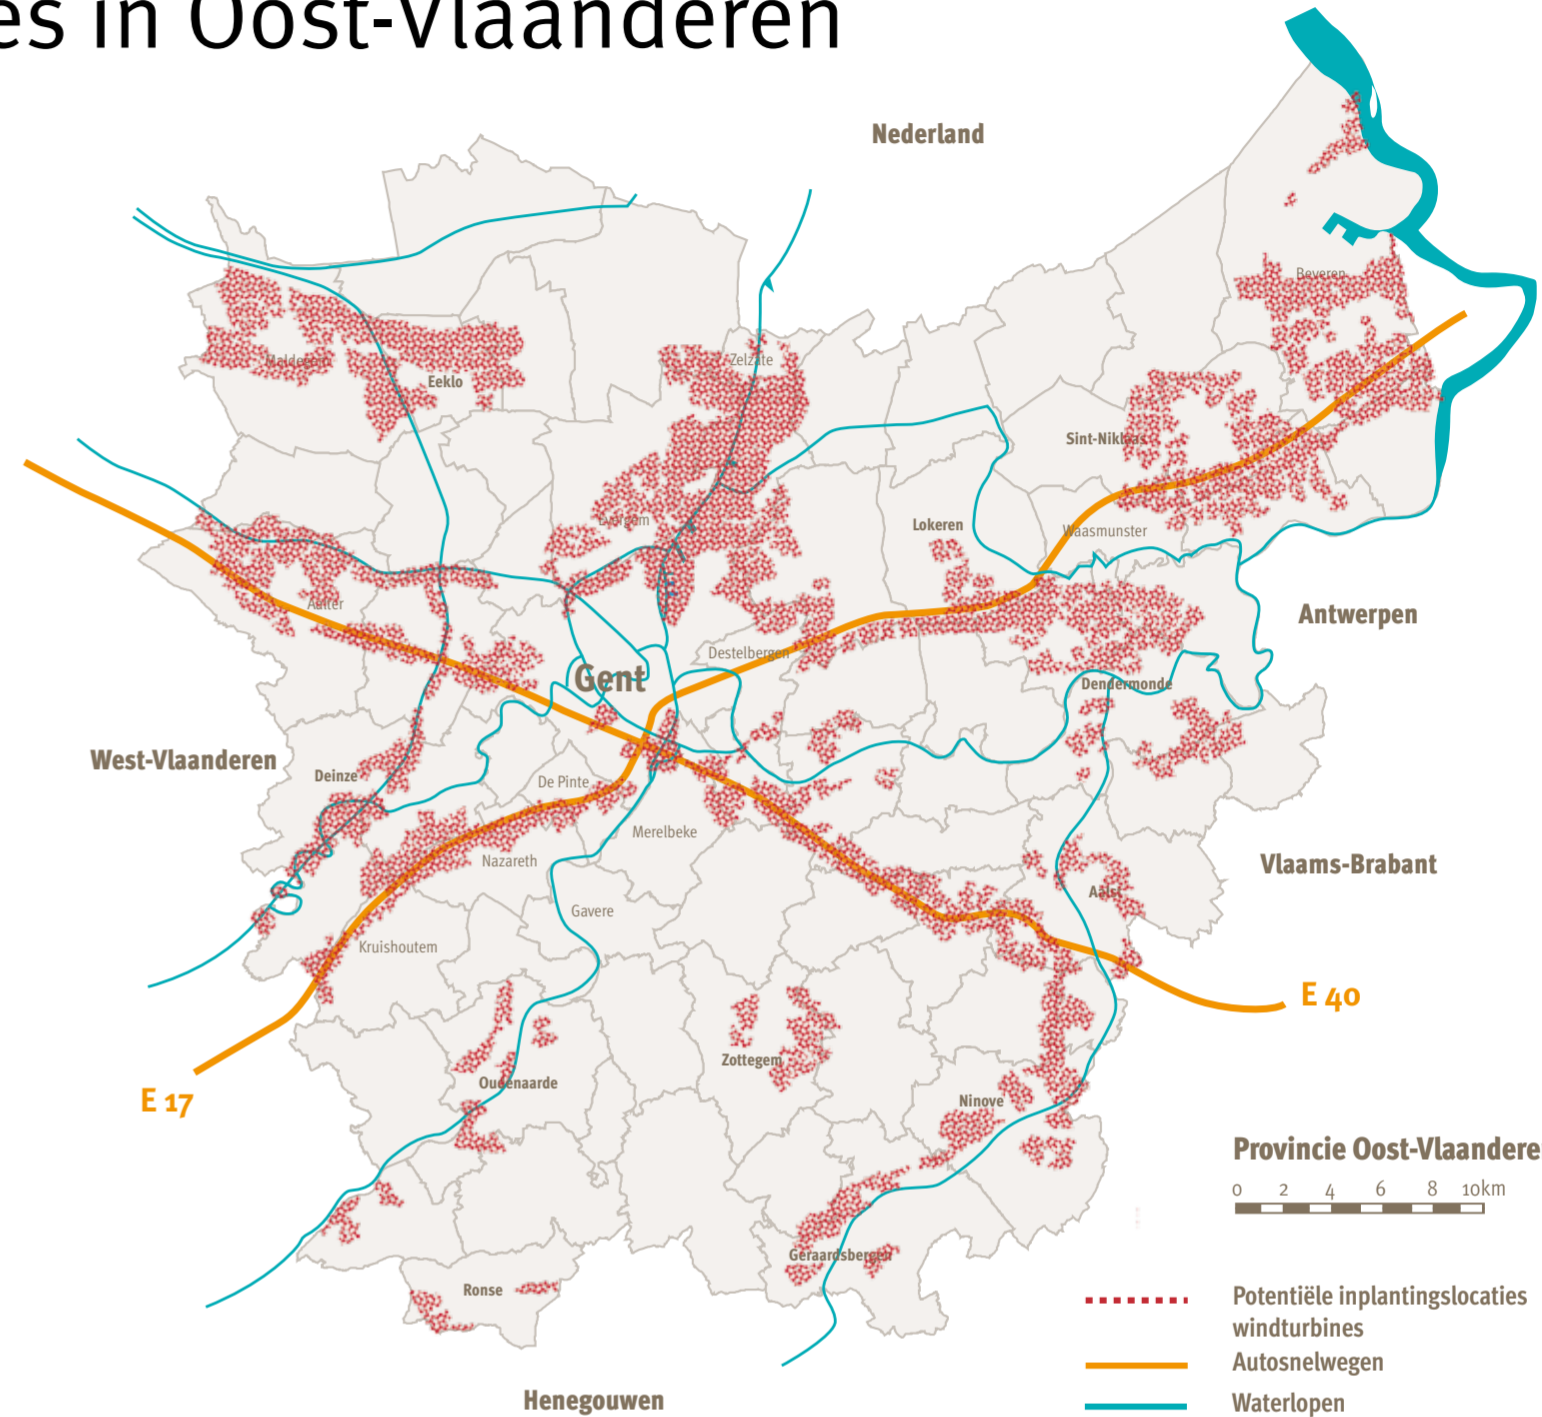 es in Oost-Vlaanderen
Nederland
Beveren
Zelzate
Maldegem
Eeklo
Sint-Niklaas
Evergem
Lokeren
Waasmunster
Aalter
Antwerpen
Destelbergen
Gent
Dendermonde
West-Vlaanderen
Deinze
De Pinte
Merelbeke
Nazareth
Vlaams-Brabant
Aalst
Gavere
Kruishoutem
E 40
Zottegem
Oudenaarde
E 17
Ninove
Provincie Oost-Vlaandere
0 2 4 6 8 10km
Geraardsbergen
Ronse
Potentiële inplantingslocaties
windturbines
Autosnelwegen
Henegouwen
Waterlopen